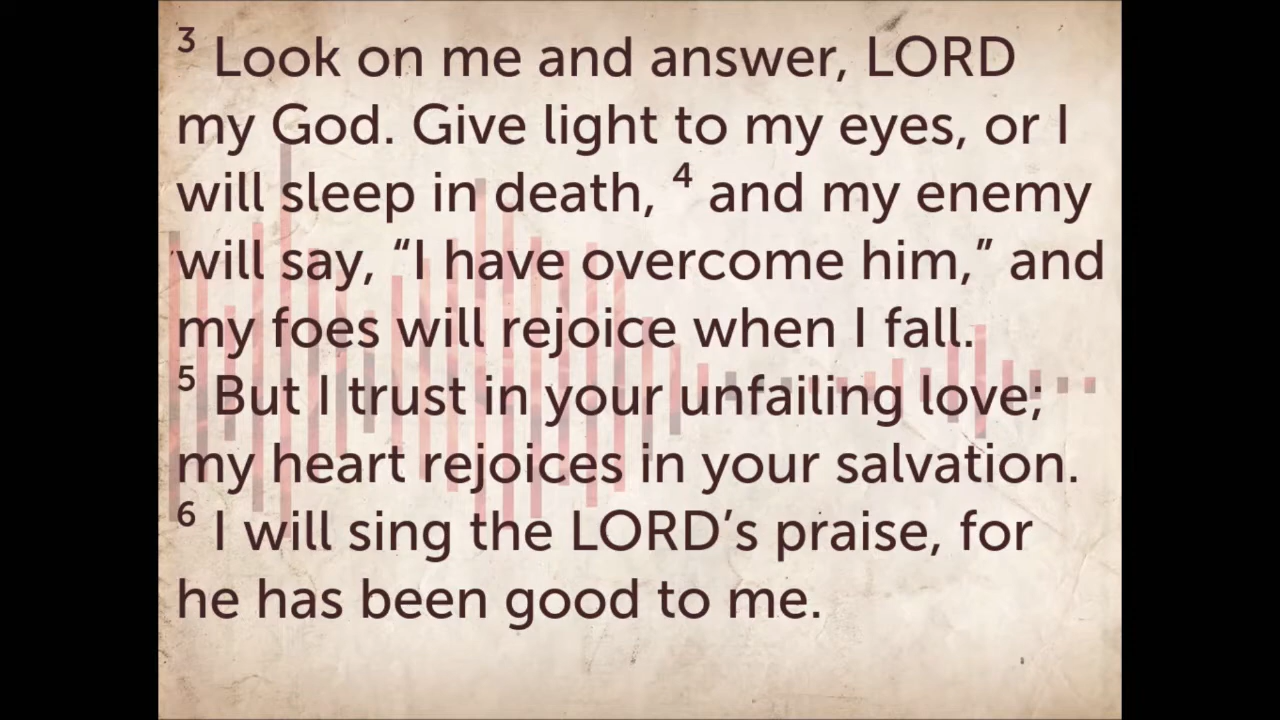 3 Look on me and answer, LORD
my God. Give light to my eyes, or I
will sleep in death, 4 and my enemy
will say, “I have overcome him,” and
my foes will rejoice when I fall.
5 But I trust in your unfailing love;
my heart rejoices in your salvation.
6 I will sing the LORD’s praise, for
he has been good to me.